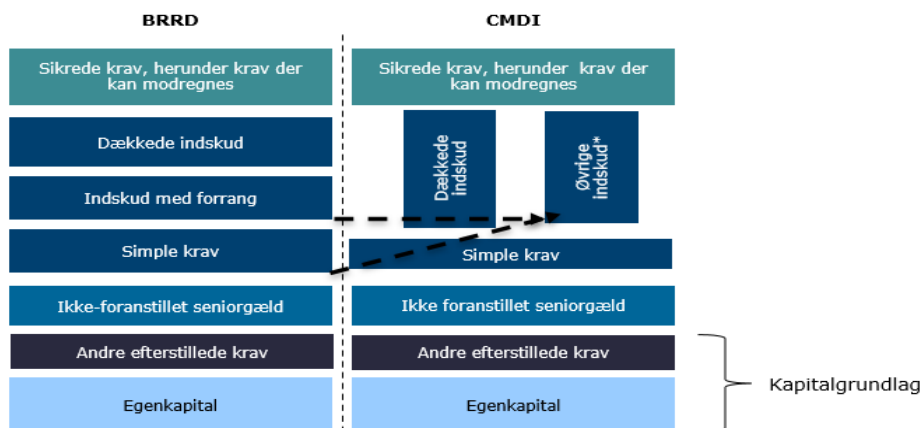 BRRD
CMDI
Sikrede krav, herunder krav der
kan modregnes
Sikrede krav, herunder krav der
kan modregnes
Dækkede indskud
Dækkede
indskud
Øvrige
indskud*
Indskud med forrang
Simple krav
Simple krav
Ikke-foranstillet seniorgæld
Ikke foranstillet seniorgæld
Andre efterstillede krav
Andre efterstillede krav
Kapitalgrundlag
Egenkapital
Egenkapital